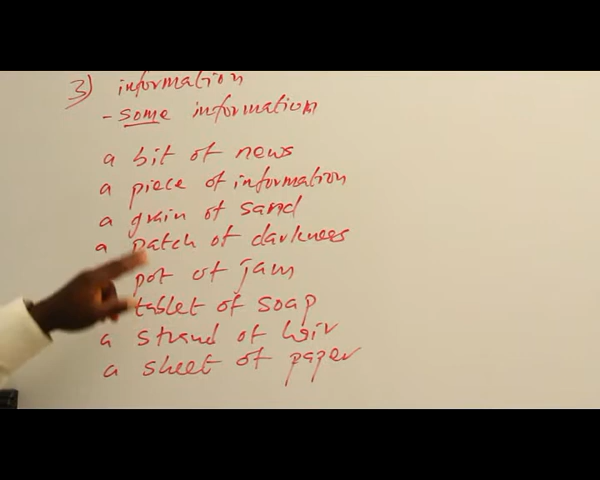 3) information
- some information
a bit of news
a piece of information
a grain of sand
a patch of darkness
pot of jam
tablet of soap
a strand of hair
a sheet of paper